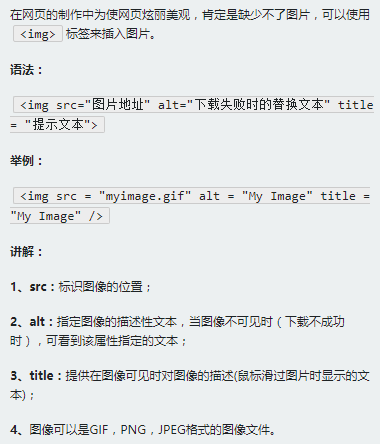 在网页的制作中为使网页炫丽美观，肯定是缺少不了图片，可以使用
<img> 标签来插入图片。
语法：
<img src="图片地址" alt="下载失败时的替换文本" title
= "提示文本">
举例：
<img src = "myimage.gif" alt = "My Image" title =
"My Image" />
讲解：
1、src：标识图像的位置；
2、alt：指定图像的描述性文本，当图像不可见时（下载不成功
时），可看到该属性指定的文本；
3、title：提供在图像可见时对图像的描述(鼠标滑过图片时显示的文
本)；
4、图像可以是GIF，PNG，JPEG格式的图像文件。